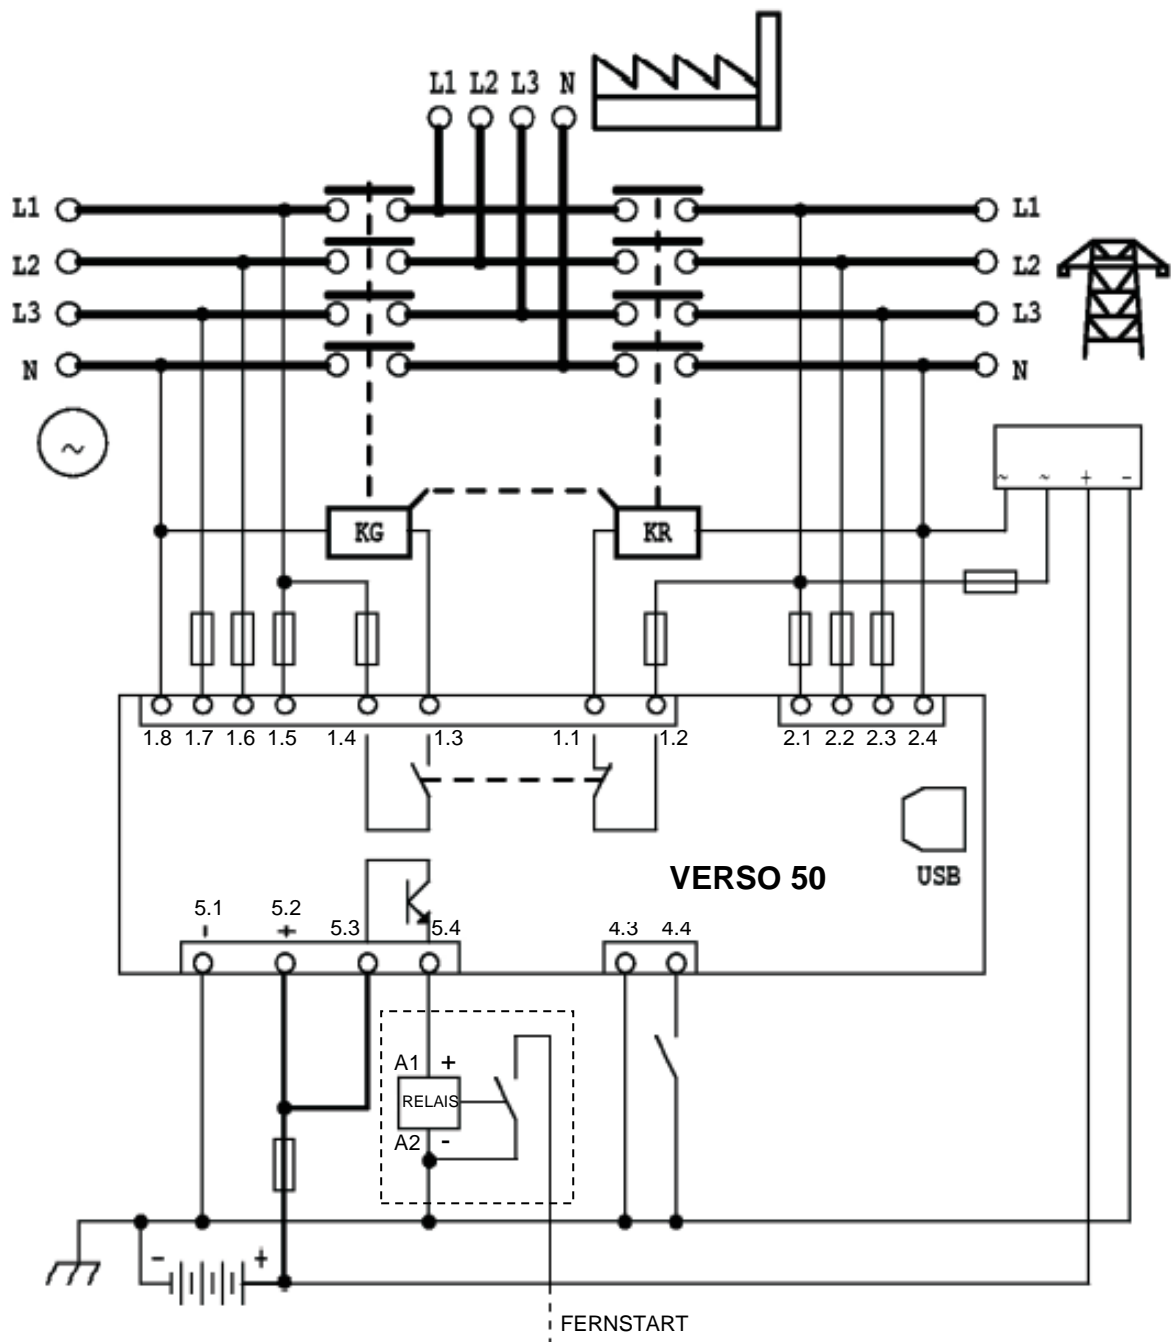 L1 L2 L3 N
L1 L1
L2 L2
L3 L3
N N
~
~ ~ + -
KG KR
1.8 1.7 1.6 1.5 1.4 1.3 1.1 1.2 2.1 2.2 2.3 2.4
VERSO 50
USB
5.1 5.2 5.3 5.4 4.3 4.4
- +
A1 +
RELAIS
A2 -
- +
FERNSTART